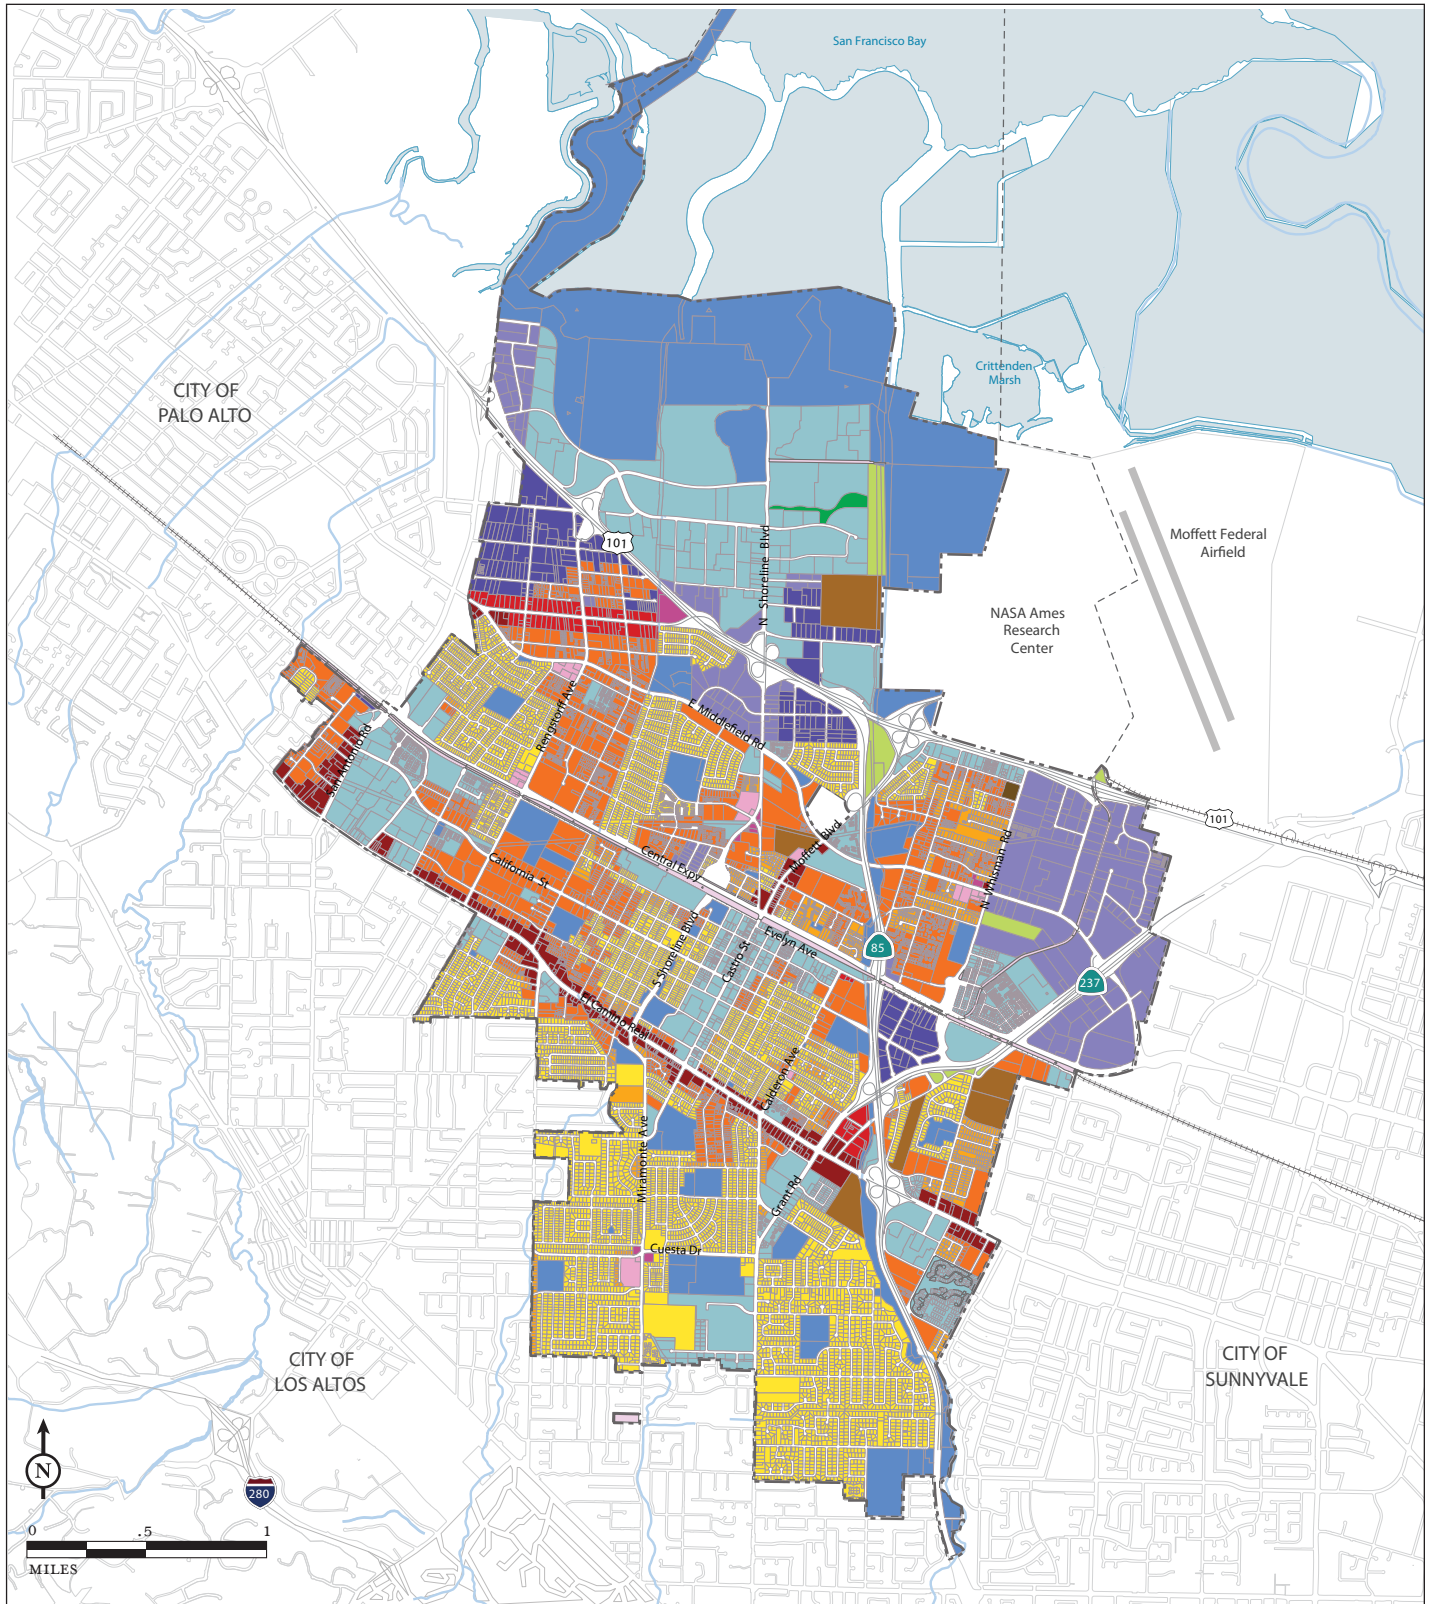 San Francisco Bay
Crittenden
Marsh
CITY OF
PALO ALTO
Moffett Federal
Airfield
101
N Shoreline Blvd
NASA Ames
Research
Center
Rengstorff Ave
E Middlefield Rd
San Antonio Rd
101
Moffett Blvd
N Whisman Rd
Central Expy
California St
Evelyn Ave
85
S Shoreline Blvd
Castro St
237
El Camino Real
Calderon Ave
Miramonte Ave
Grant Rd
Cuesta Dr
CITY OF
LOS ALTOS
CITY OF
SUNNYVALE
N
280
0 .5 1
MILES